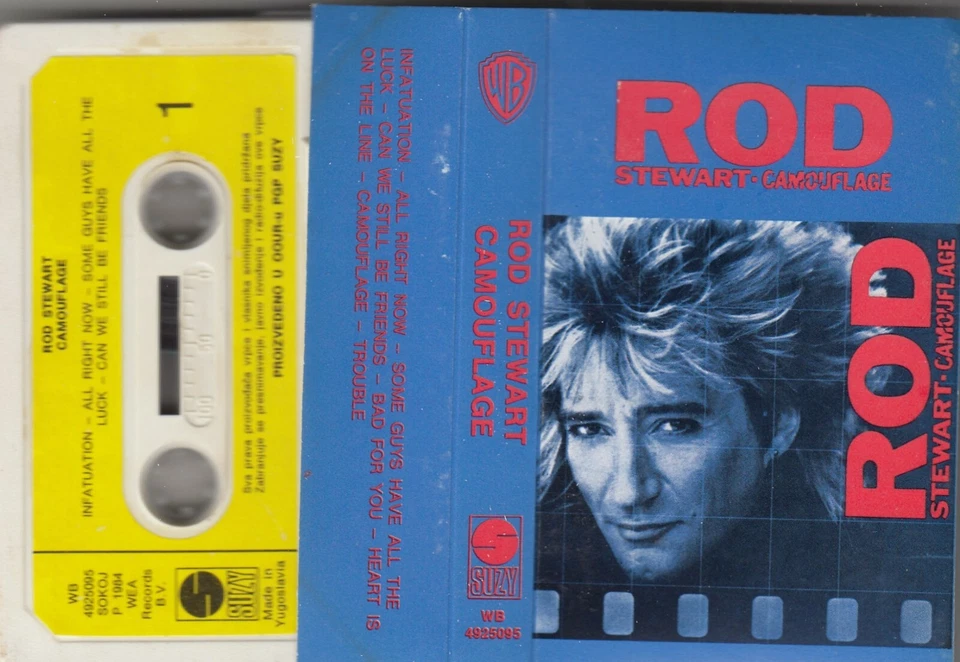 1
ROD STEWART
CAMOUFLAGE
INFATUATION – ALL RIGHT NOW – SOME GUYS HAVE ALL THE
LUCK – CAN WE STILL BE FRIENDS
Sva prava proizvođača vrpce i vlasnika snimljenog djela pridržana
Zabranjuje se presnimavanje, javno izvođenje i radio-difuzija ove vrpce
PROIZVEDENO U OOUR-u PGP SUZY
WB
4925095
SOKOJ
P 1984
WEA
Records
B.V.
SUZY
Made in
Yugoslavia
INFATUATION – ALL RIGHT NOW – SOME GUYS HAVE ALL THE
LUCK – CAN WE STILL BE FRIENDS – BAD FOR YOU – HEART IS
ON THE LINE – CAMOUFLAGE – TROUBLE
WB
ROD STEWART
CAMOUFLAGE
SUZY
WB
4925095
ROD
STEWART·CAMOUFLAGE
ROD
STEWART·CAMOUFLAGE